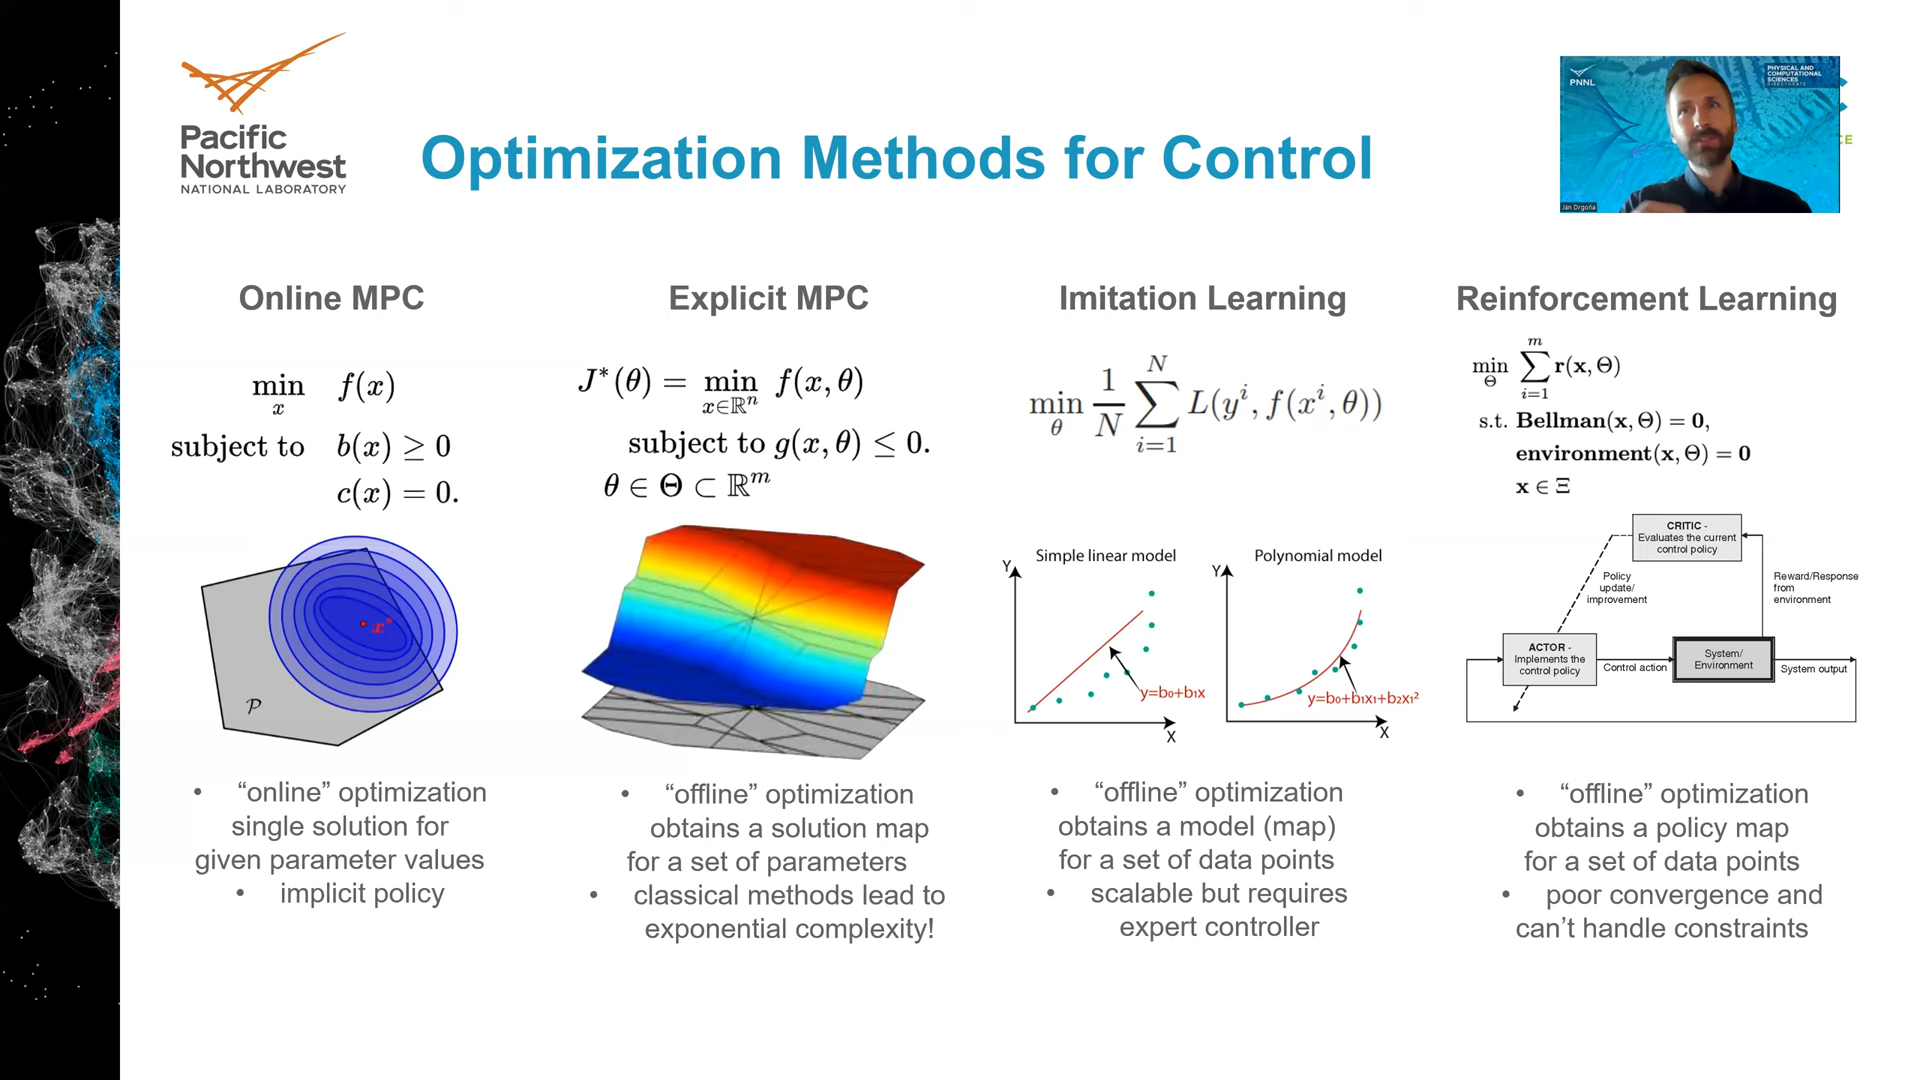 Pacific
Northwest
NATIONAL LABORATORY
Optimization Methods for Control
PNNL
PHYSICAL AND
COMPUTATIONAL
SCIENCES
DIRECTORATE
Ján Drgoňa
CE
Online MPC
min f(x)
x
subject to b(x) ≥ 0
c(x) = 0.
x*
𝒫
• “online” optimization
single solution for
given parameter values
• implicit policy
Explicit MPC
J*(θ) = min f(x, θ)
x∈ℝⁿ
subject to g(x, θ) ≤ 0.
θ ∈ Θ ⊂ ℝᵐ
• “offline” optimization
obtains a solution map
for a set of parameters
• classical methods lead to
exponential complexity!
Imitation Learning
min 1/N ∑ L(yⁱ, f(xⁱ, θ))
θ i=1 N
Simple linear model
Y
y=b₀+b₁x
X
Polynomial model
Y
y=b₀+b₁x₁+b₂x₁²
X
• “offline” optimization
obtains a model (map)
for a set of data points
• scalable but requires
expert controller
Reinforcement Learning
min ∑ r(x, Θ)
Θ i=1 m
s.t. Bellman(x, Θ) = 0,
environment(x, Θ) = 0
x ∈ Ξ
CRITIC -
Evaluates the current
control policy
Policy
update/
improvement
Reward/Response
from
environment
ACTOR -
Implements the
control policy
Control action
System/
Environment
System output
• “offline” optimization
obtains a policy map
for a set of data points
• poor convergence and
can’t handle constraints